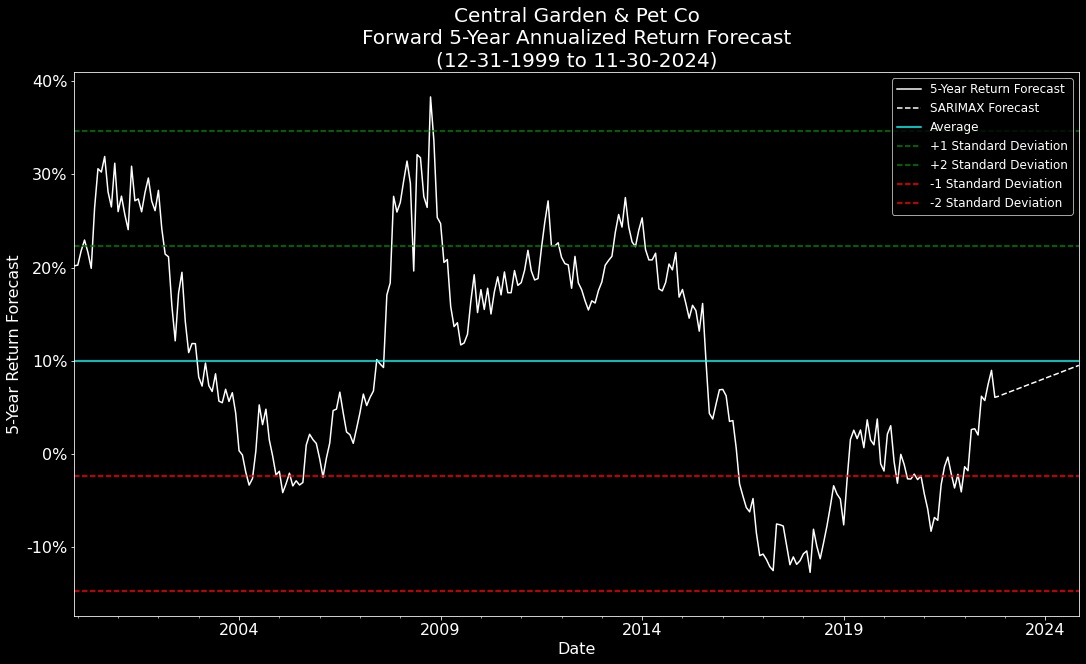 Central Garden & Pet Co
Forward 5-Year Annualized Return Forecast
(12-31-1999 to 11-30-2024)
5-Year Return Forecast
SARIMAX Forecast
Average
+1 Standard Deviation
+2 Standard Deviation
-1 Standard Deviation
-2 Standard Deviation
5-Year Return Forecast
40%
30%
20%
10%
0%
-10%
2004
2009
2014
2019
2024
Date